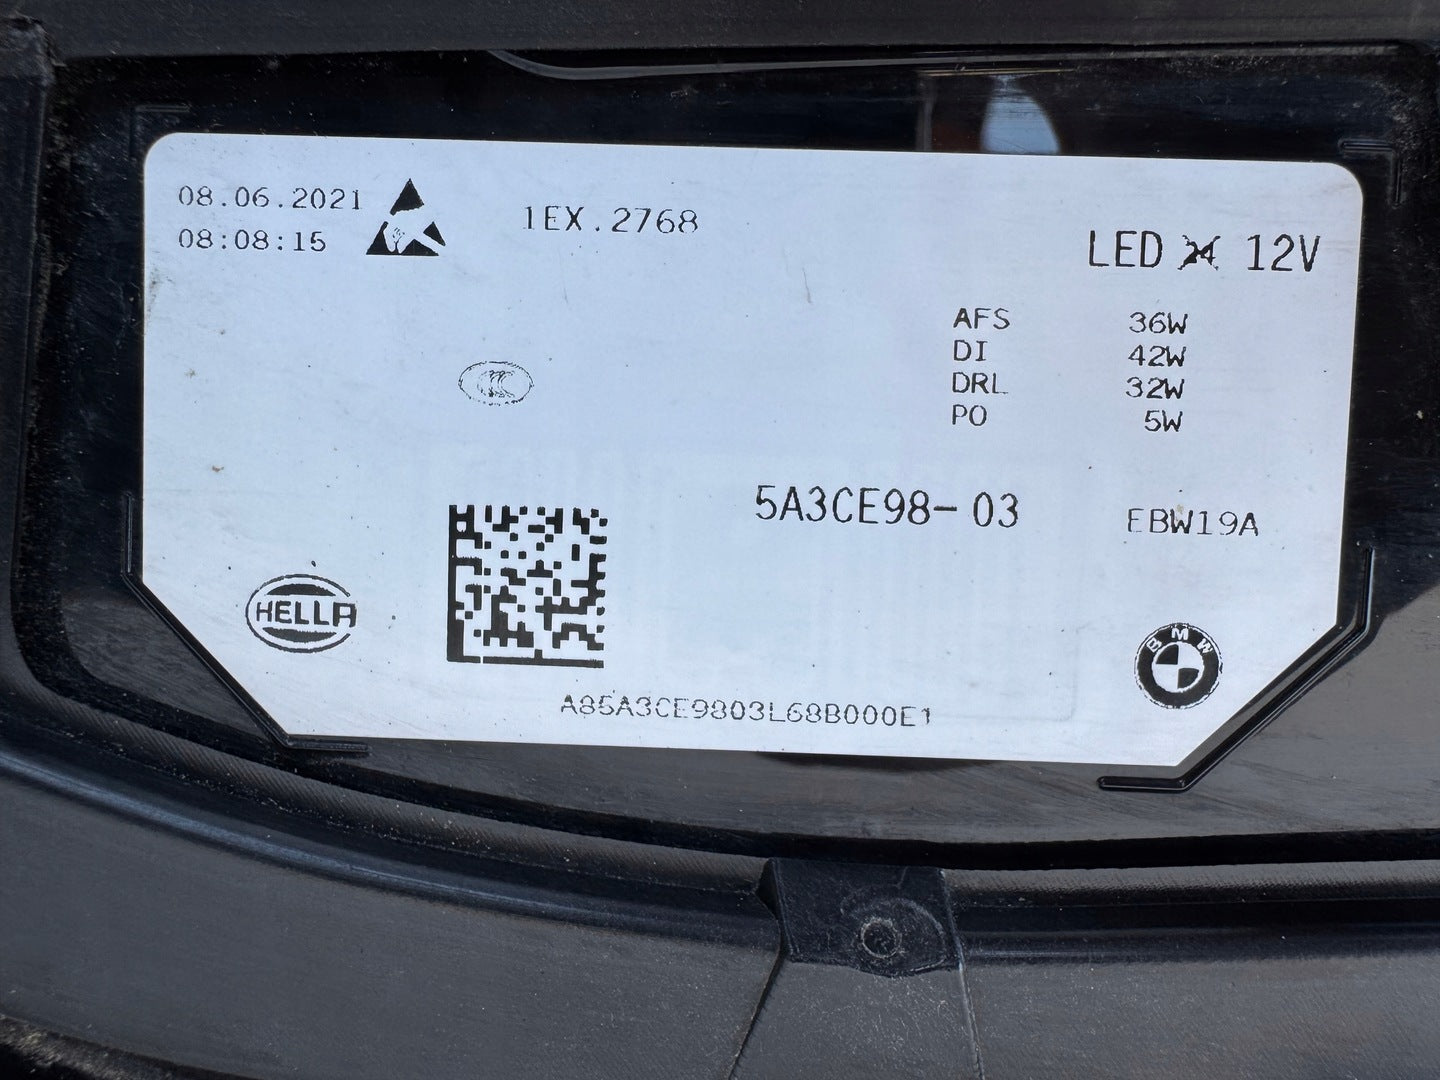 08.06.2021
08:08:15
1EX.2768
LED 12V
AFS 36W
DI 42W
DRL 32W
PO 5W
CCC
5A3CE98-03
EBW19A
HELLA
BMW
A85A3CE9803L68B000E1